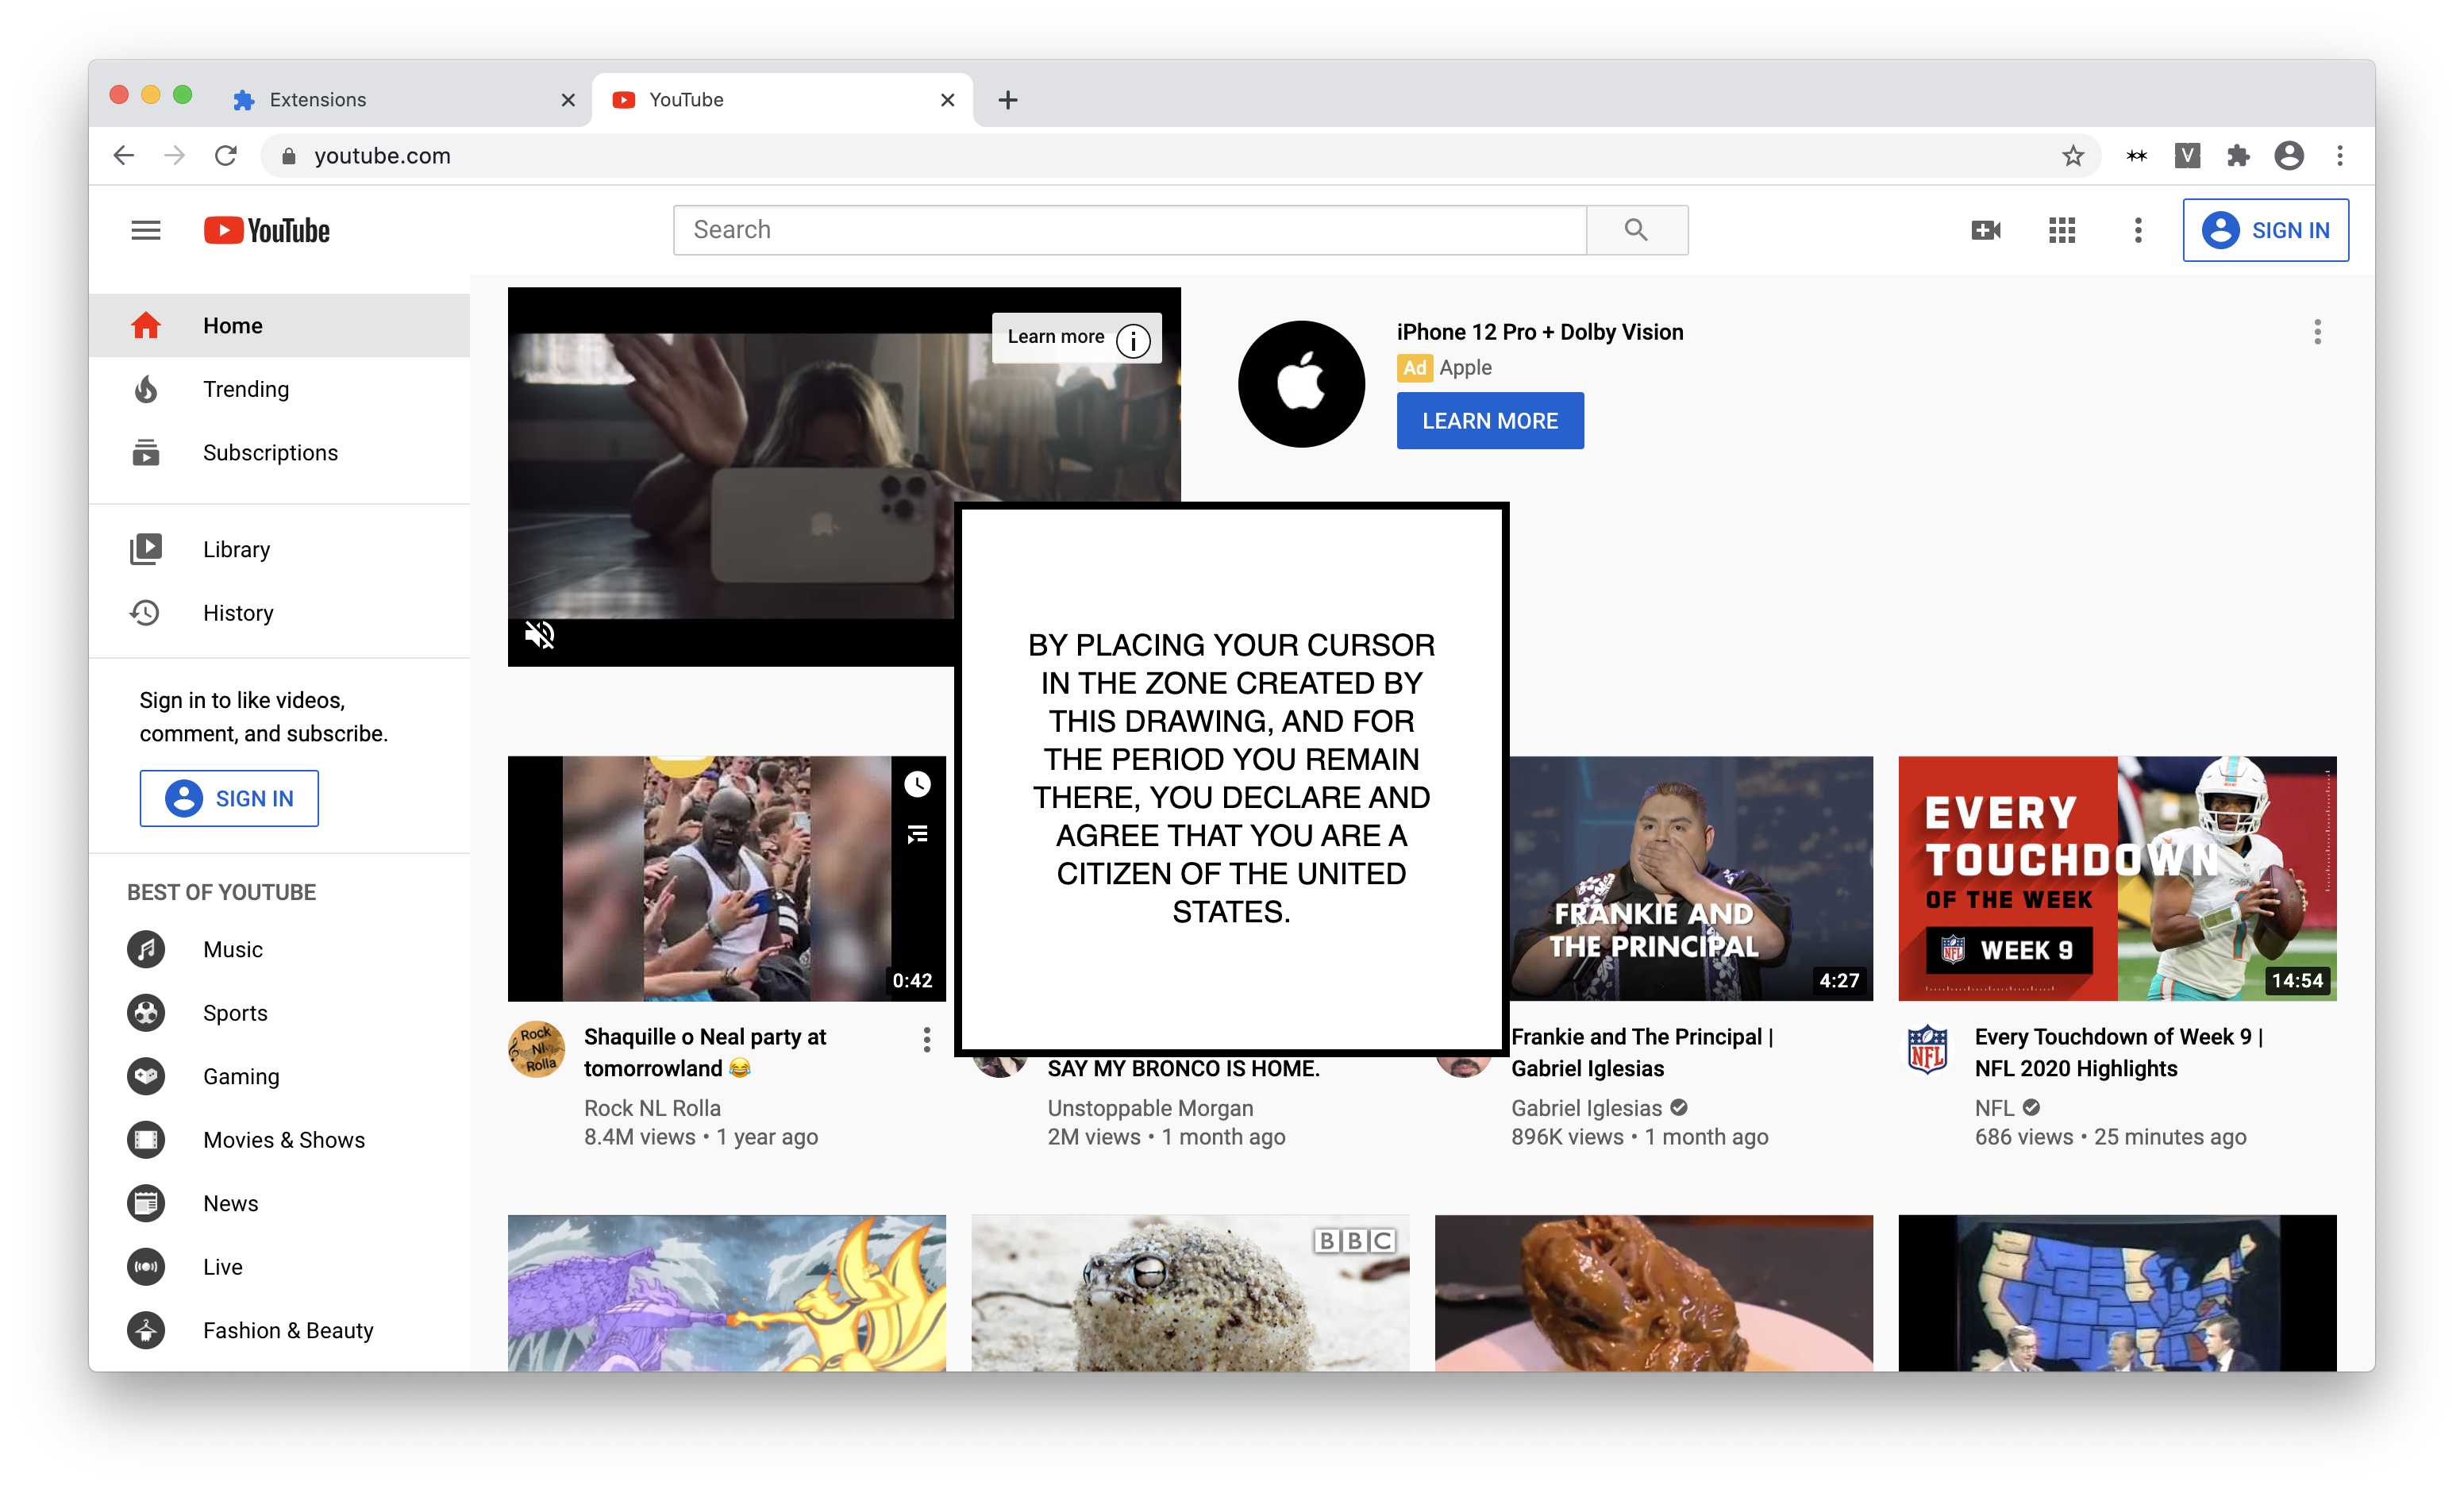 Extensions
YouTube
youtube.com
V
YouTube
Search
SIGN IN
Home
Trending
Subscriptions
Library
History
Sign in to like videos,
comment, and subscribe.
SIGN IN
BEST OF YOUTUBE
Music
Sports
Gaming
Movies & Shows
News
Live
Fashion & Beauty
Learn more
iPhone 12 Pro + Dolby Vision
Ad Apple
LEARN MORE
BY PLACING YOUR CURSOR
IN THE ZONE CREATED BY
THIS DRAWING, AND FOR
THE PERIOD YOU REMAIN
THERE, YOU DECLARE AND
AGREE THAT YOU ARE A
CITIZEN OF THE UNITED
STATES.
0:42
Rock
Nl
Rolla
Shaquille o Neal party at
tomorrowland 😂
Rock NL Rolla
8.4M views • 1 year ago
SAY MY BRONCO IS HOME.
Unstoppable Morgan
2M views • 1 month ago
FRANKIE AND
THE PRINCIPAL
4:27
Frankie and The Principal |
Gabriel Iglesias
Gabriel Iglesias
896K views • 1 month ago
EVERY
TOUCHDOWN
OF THE WEEK
NFL WEEK 9
14:54
NFL
Every Touchdown of Week 9 |
NFL 2020 Highlights
NFL
686 views • 25 minutes ago
BBC